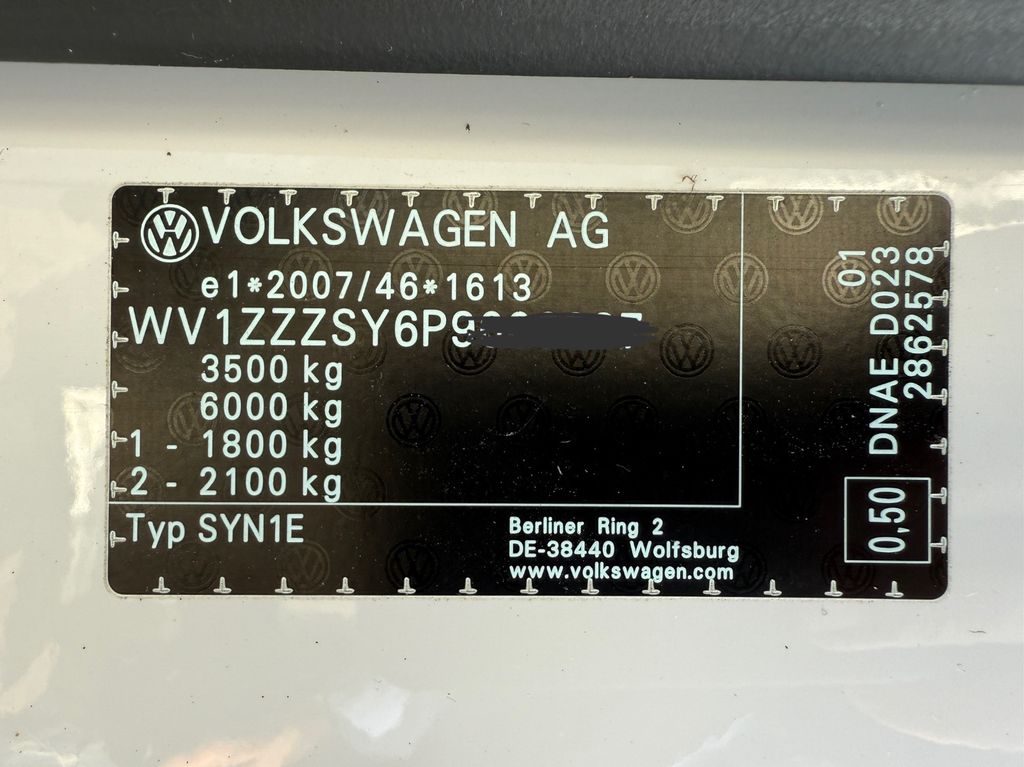 VOLKSWAGEN AG
e1*2007/46*1613
WV1ZZZSY6P9
3500 kg
6000 kg
1 - 1800 kg
2 - 2100 kg
Typ SYN1E
Berliner Ring 2
DE-38440 Wolfsburg
www.volkswagen.com
01
DNAE D023
2862578
0,50